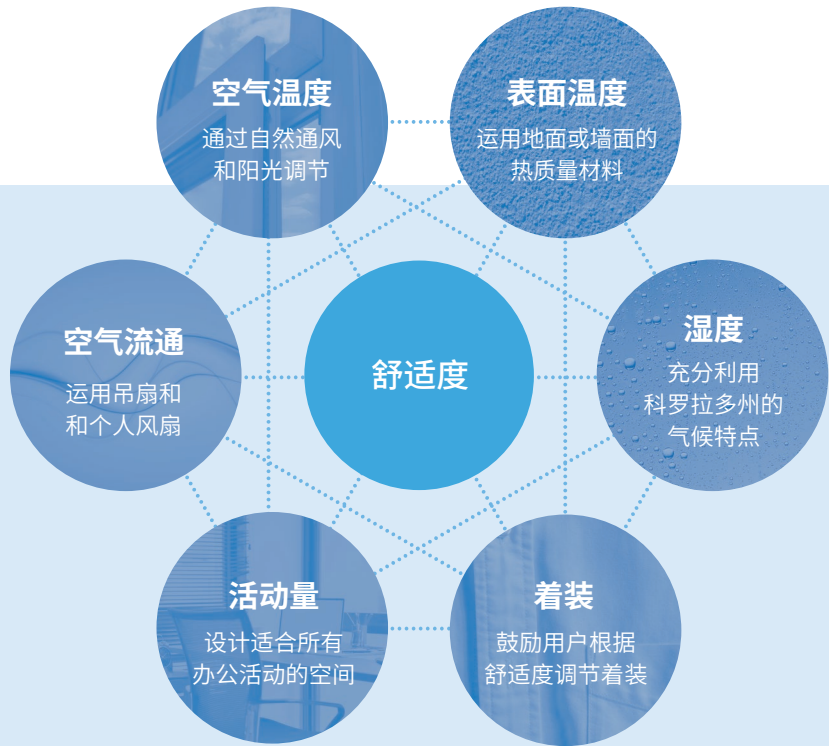 空气温度
通过自然通风
和阳光调节
表面温度
运用地面或墙面的
热质量材料
空气流通
运用吊扇和
和个人风扇
舒适度
湿度
充分利用
科罗拉多州的
气候特点
活动量
设计适合所有
办公活动的空间
着装
鼓励用户根据
舒适度调节着装